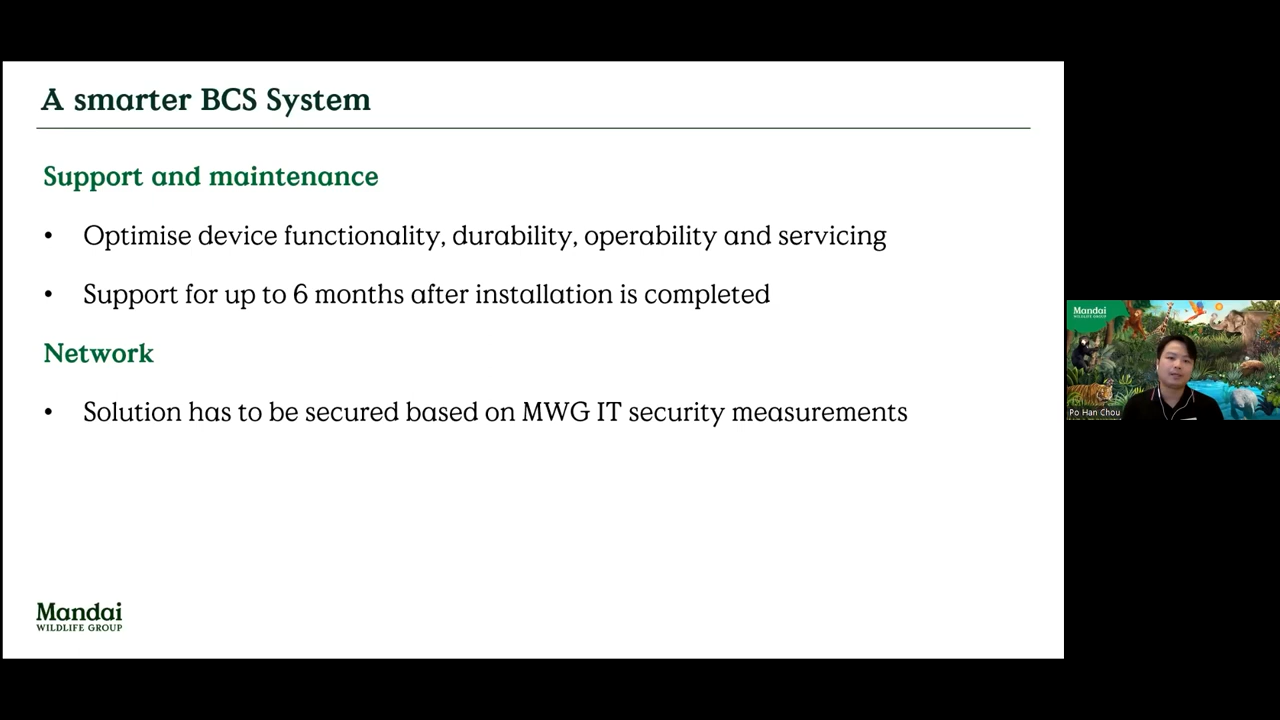 A smarter BCS System
Support and maintenance
• Optimise device functionality, durability, operability and servicing
• Support for up to 6 months after installation is completed
Network
• Solution has to be secured based on MWG IT security measurements
Mandai
WILDLIFE GROUP
Mandai
WILDLIFE GROUP
Po Han Chou